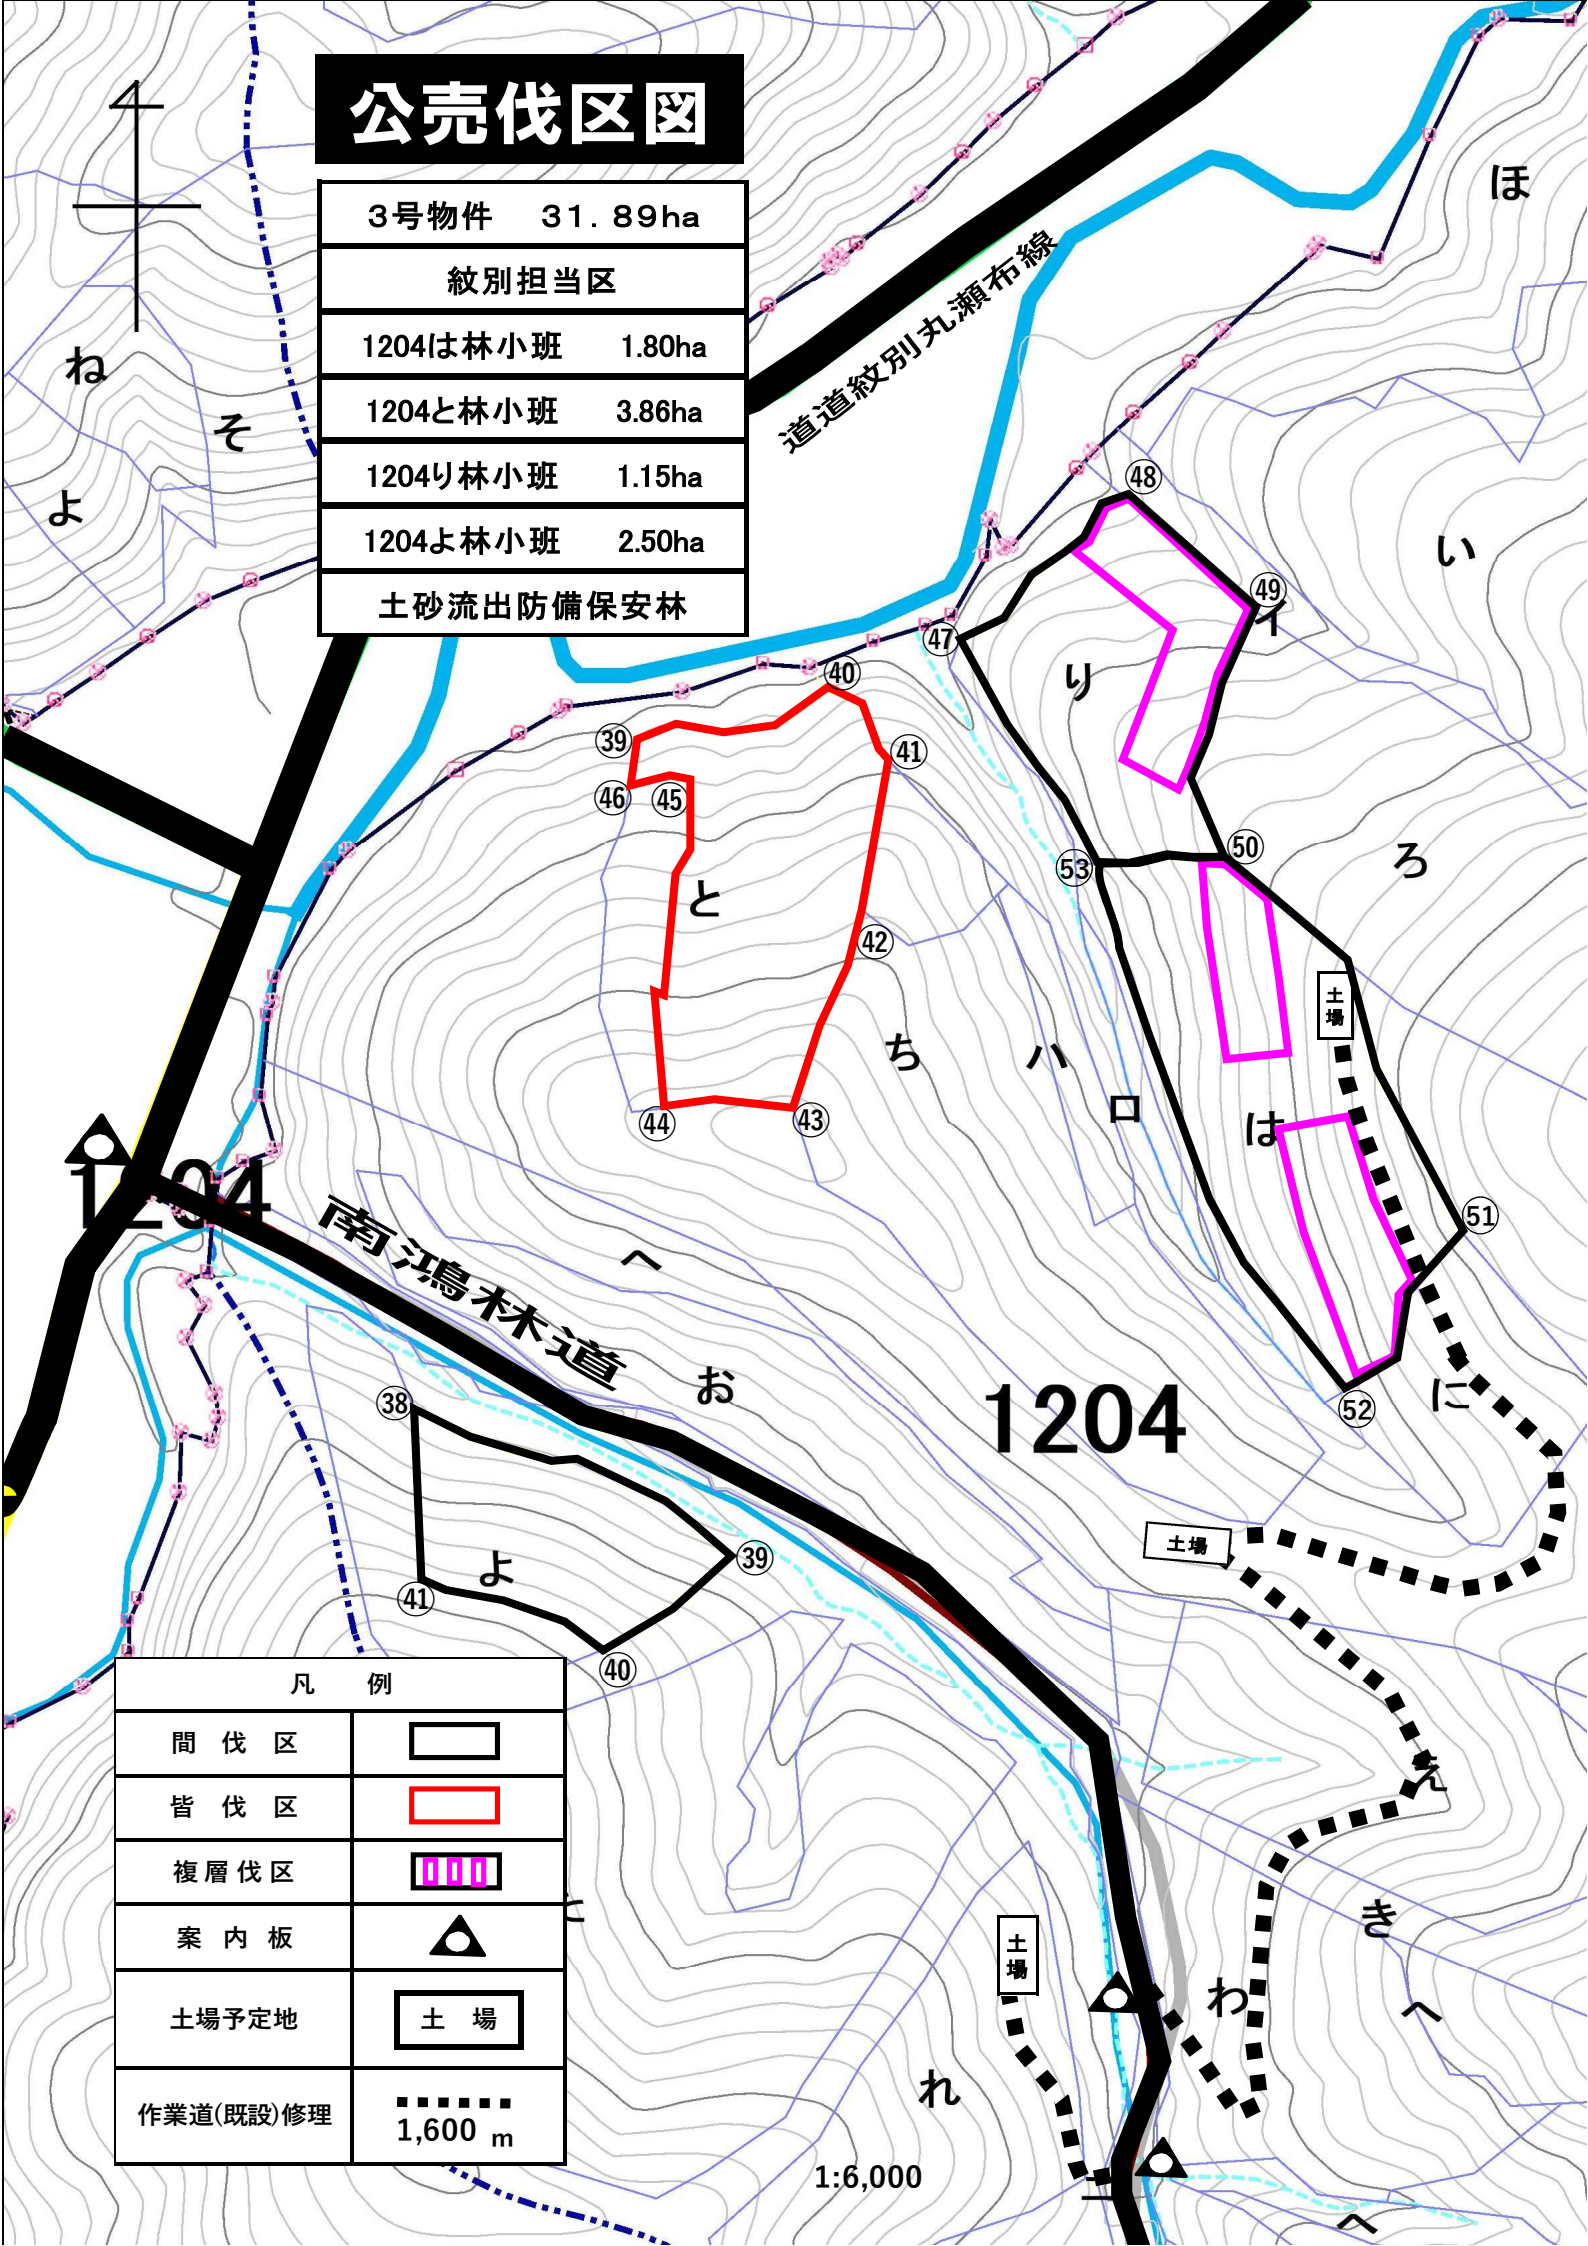 公売伐区図
3号物件 31.89ha
紋別担当区
1204は林小班 1.80ha
1204と林小班 3.86ha
1204り林小班 1.15ha
1204よ林小班 2.50ha
土砂流出防備保安林
道道紋別丸瀬布線
ほ
ね
そ
よ
い
㊽
㊾
イ
㊼
り
㊵
㊴
㊶
㊻
㊺
㊿
53
ろ
と
㊷
土場
ち
ハ
ロ
は
㊹
㊸
1204
51
南鴻林道
へ
お
㊳
1204
52
に
土場
よ
㊴
㊶
㊵
凡 例
間 伐 区
皆 伐 区
複層伐区
案 内 板
土場予定地
土 場
作業道(既設)修理
1,600 m
え
き
土場
わ
へ
れ
1:6,000
ニ
へ